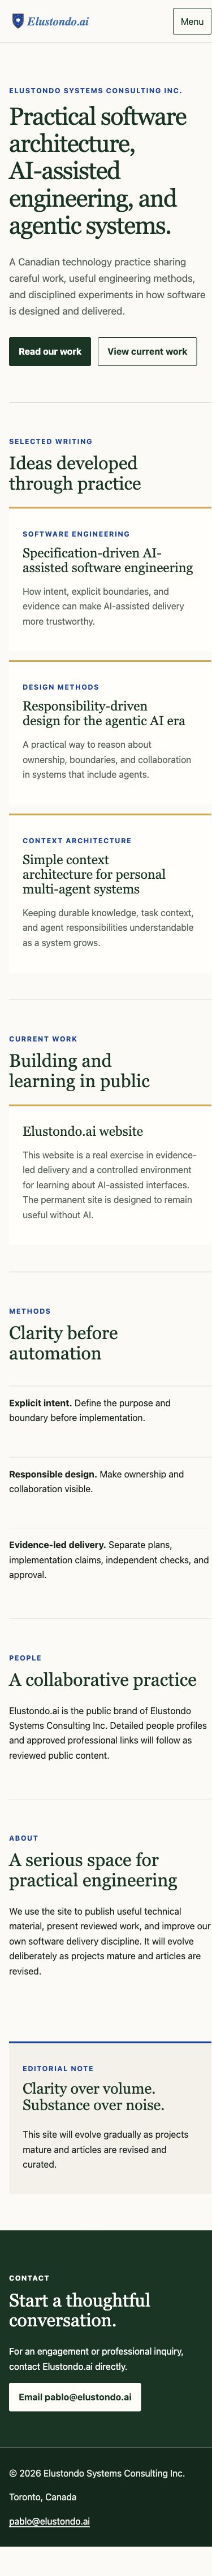 Elustondo.ai
Menu
ELUSTONDO SYSTEMS CONSULTING INC.
Practical software
architecture,
AI-assisted
engineering, and
agentic systems.
A Canadian technology practice sharing
careful work, useful engineering methods,
and disciplined experiments in how software
is designed and delivered.
Read our work
View current work
SELECTED WRITING
Ideas developed
through practice
SOFTWARE ENGINEERING
Specification-driven AI-
assisted software engineering
How intent, explicit boundaries, and
evidence can make AI-assisted delivery
more trustworthy.
DESIGN METHODS
Responsibility-driven
design for the agentic AI era
A practical way to reason about
ownership, boundaries, and collaboration
in systems that include agents.
CONTEXT ARCHITECTURE
Simple context
architecture for personal
multi-agent systems
Keeping durable knowledge, task context,
and agent responsibilities understandable
as a system grows.
CURRENT WORK
Building and
learning in public
Elustondo.ai website
This website is a real exercise in evidence-
led delivery and a controlled environment
for learning about AI-assisted interfaces.
The permanent site is designed to remain
useful without AI.
METHODS
Clarity before
automation
Explicit intent. Define the purpose and
boundary before implementation.
Responsible design. Make ownership and
collaboration visible.
Evidence-led delivery. Separate plans,
implementation claims, independent checks, and
approval.
PEOPLE
A collaborative practice
Elustondo.ai is the public brand of Elustondo
Systems Consulting Inc. Detailed people profiles
and approved professional links will follow as
reviewed public content.
ABOUT
A serious space for
practical engineering
We use the site to publish useful technical
material, present reviewed work, and improve our
own software delivery discipline. It will evolve
deliberately as projects mature and articles are
revised.
EDITORIAL NOTE
Clarity over volume.
Substance over noise.
This site will evolve gradually as projects
mature and articles are revised and
curated.
CONTACT
Start a thoughtful
conversation.
For an engagement or professional inquiry,
contact Elustondo.ai directly.
Email pablo@elustondo.ai
© 2026 Elustondo Systems Consulting Inc.
Toronto, Canada
pablo@elustondo.ai